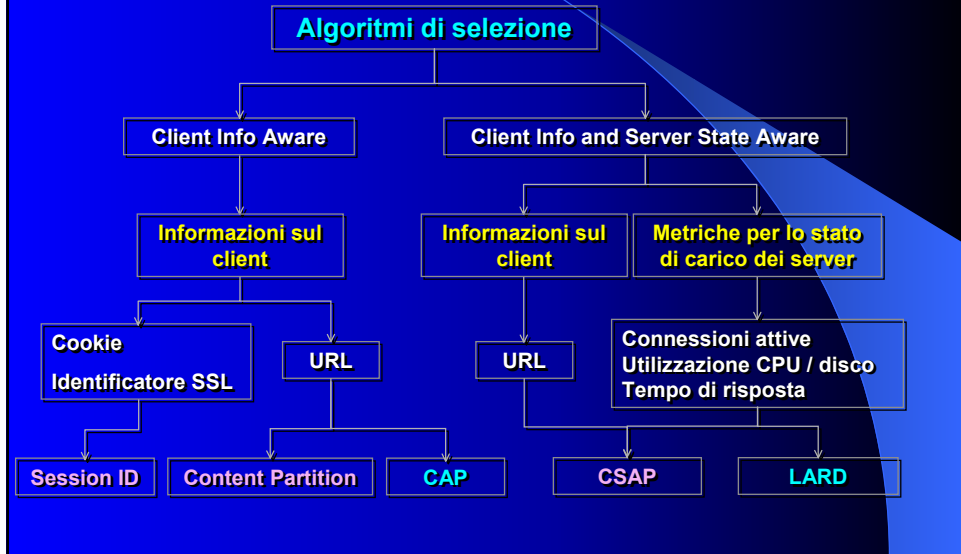 Algoritmi di selezione
Client Info Aware
Client Info and Server State Aware
Informazioni sul
client
Informazioni sul
client
Metriche per lo stato
di carico dei server
Cookie
Identificatore SSL
URL
URL
Connessioni attive
Utilizzazione CPU / disco
Tempo di risposta
Session ID
Content Partition
CAP
CSAP
LARD